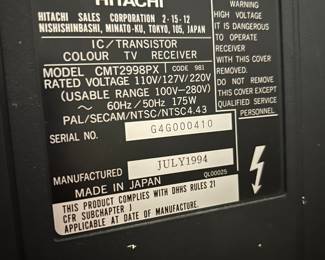 HITACHI
HITACHI SALES CORPORATION 2-15-12
NISHISHINBASHI, MINATO-KU, TOKYO, 105, JAPAN
IC/TRANSISTOR
COLOUR TV RECEIVER
MODEL CMT2998PX CODE 981
RATED VOLTAGE 110V/127V/220V
(USABLE RANGE 100V-280V)
~ 60Hz/50Hz 175W
PAL/SECAM/NTSC/NTSC4.43
SERIAL NO. G4G000410
MANUFACTURED JULY1994
MADE IN JAPAN QL00025
THIS PRODUCT COMPLIES WITH DHHS RULES 21
CFR SUBCHAPTER J
APPLICABLE AT DATE OF MANUFACTURE.
WARNING
HIGH VOLTAGE
IT IS DANGEROUS
TO OPERATE
RECEIVER
WITH COVERS
REMOVED.
DO NOT REMOVE
THIS COVER EXCEPT
QUALIFIED SERVICE
PERSONNEL.